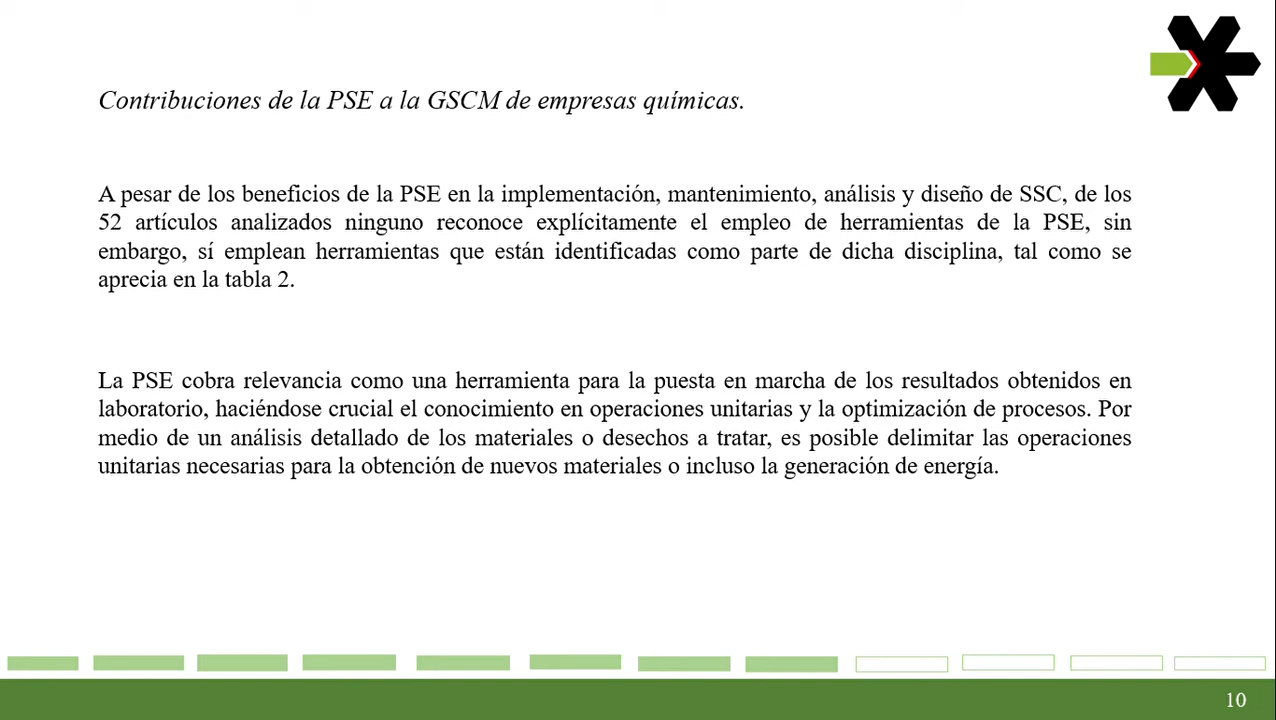 Contribuciones de la PSE a la GSCM de empresas químicas.
A pesar de los beneficios de la PSE en la implementación, mantenimiento, análisis y diseño de SSC, de los
52 artículos analizados ninguno reconoce explícitamente el empleo de herramientas de la PSE, sin
embargo, sí emplean herramientas que están identificadas como parte de dicha disciplina, tal como se
aprecia en la tabla 2.
La PSE cobra relevancia como una herramienta para la puesta en marcha de los resultados obtenidos en
laboratorio, haciéndose crucial el conocimiento en operaciones unitarias y la optimización de procesos. Por
medio de un análisis detallado de los materiales o desechos a tratar, es posible delimitar las operaciones
unitarias necesarias para la obtención de nuevos materiales o incluso la generación de energía.
10